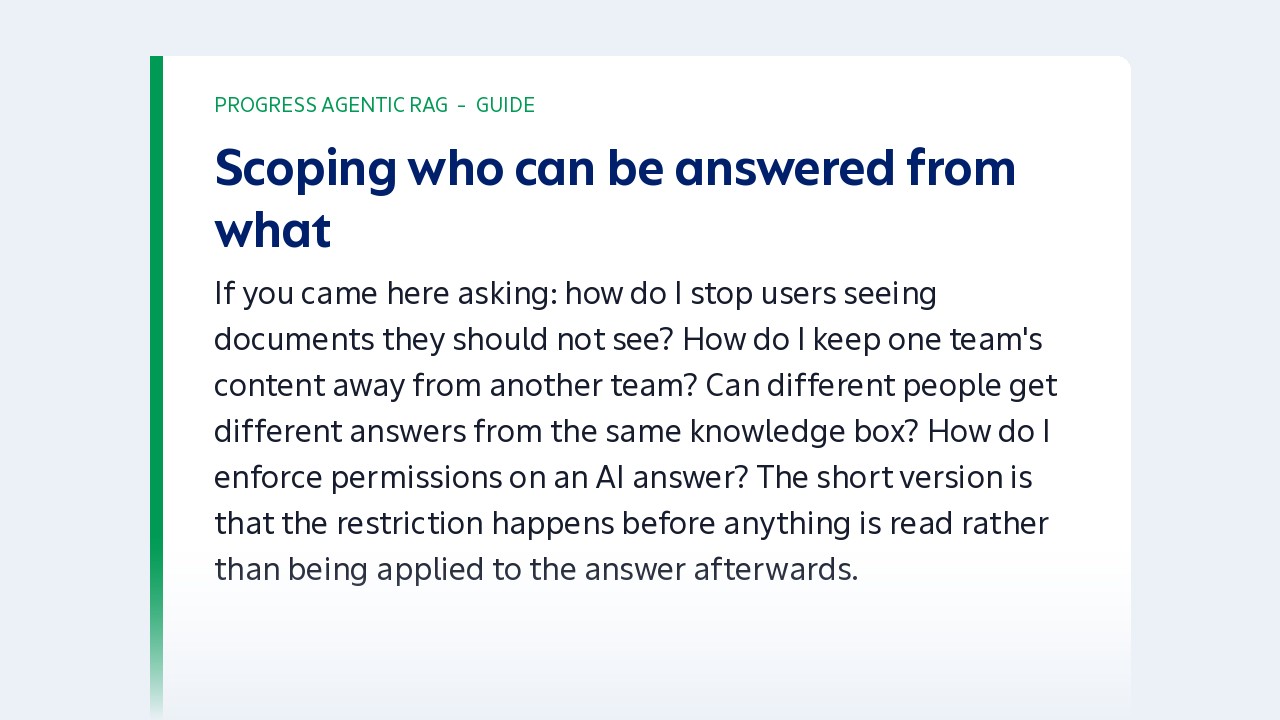 PROGRESS AGENTIC RAG - GUIDE
Scoping who can be answered from
what
If you came here asking: how do I stop users seeing
documents they should not see? How do I keep one team's
content away from another team? Can different people get
different answers from the same knowledge box? How do I
enforce permissions on an AI answer? The short version is
that the restriction happens before anything is read rather
than being applied to the answer afterwards.